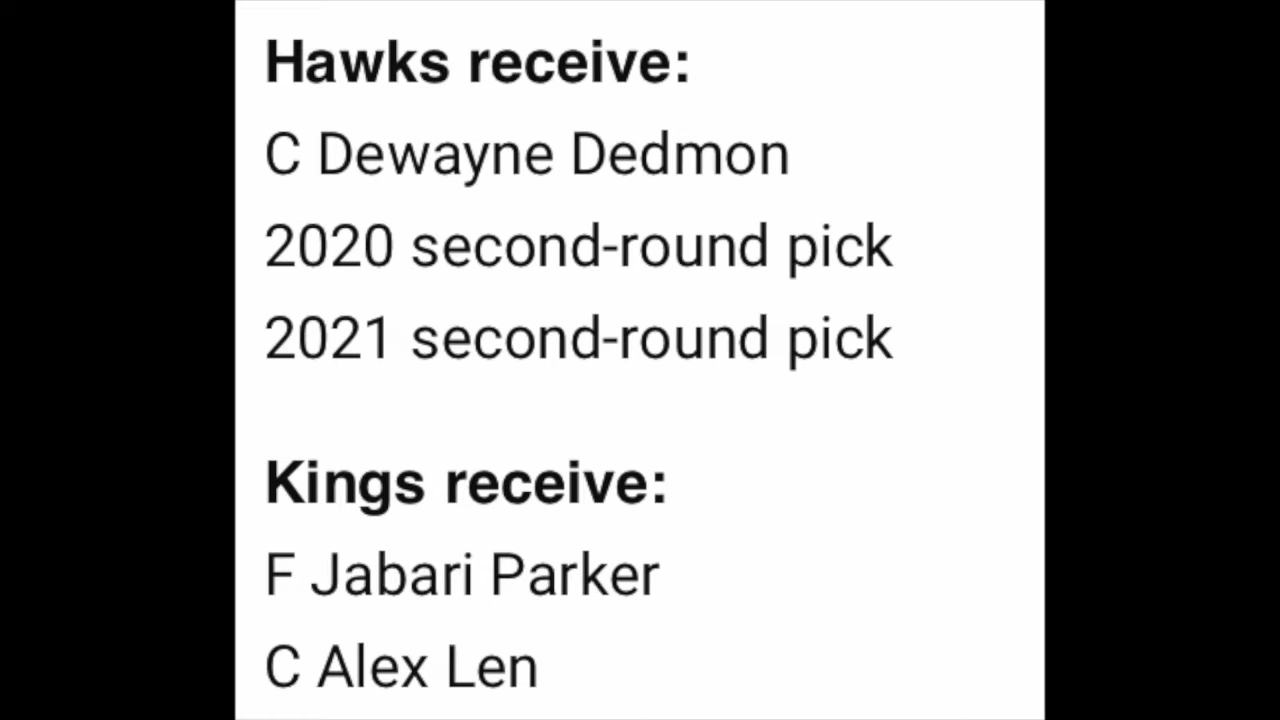 Hawks receive:
C Dewayne Dedmon
2020 second-round pick
2021 second-round pick
Kings receive:
F Jabari Parker
C Alex Len